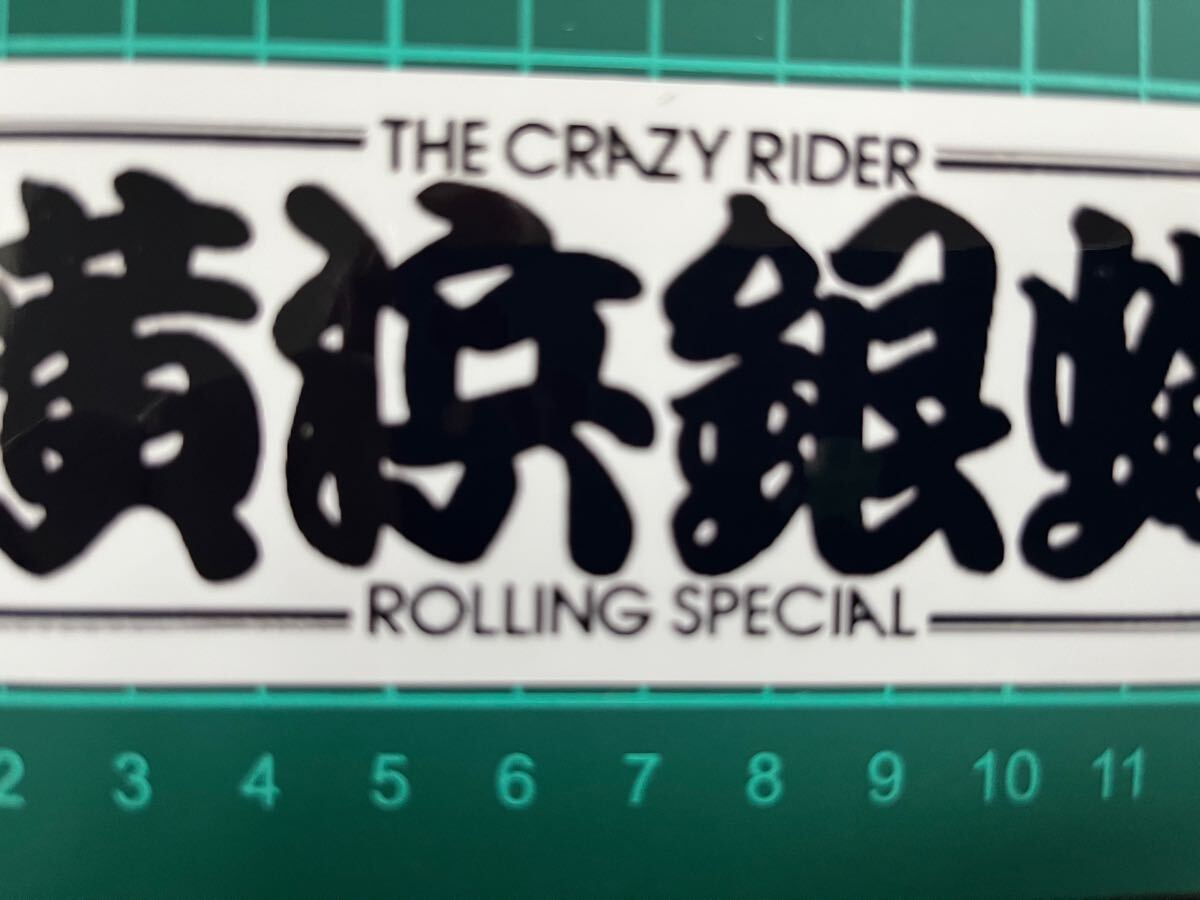 THE CRAZY RIDER
横浜銀蝿
ROLLING SPECIAL
2 3 4 5 6 7 8 9 10 11